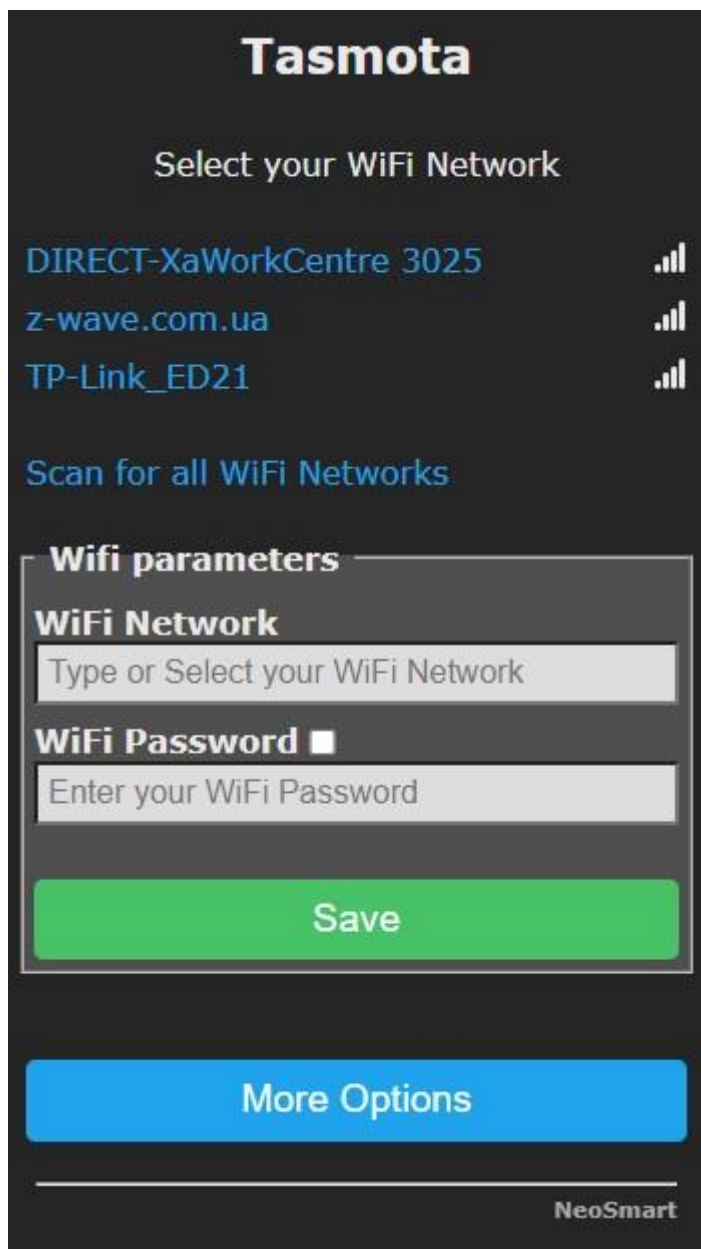 Tasmota
Select your WiFi Network
DIRECT-XaWorkCentre 3025
z-wave.com.ua
TP-Link_ED21
Scan for all WiFi Networks
Wifi parameters
WiFi Network
Type or Select your WiFi Network
WiFi Password
Enter your WiFi Password
Save
More Options
NeoSmart